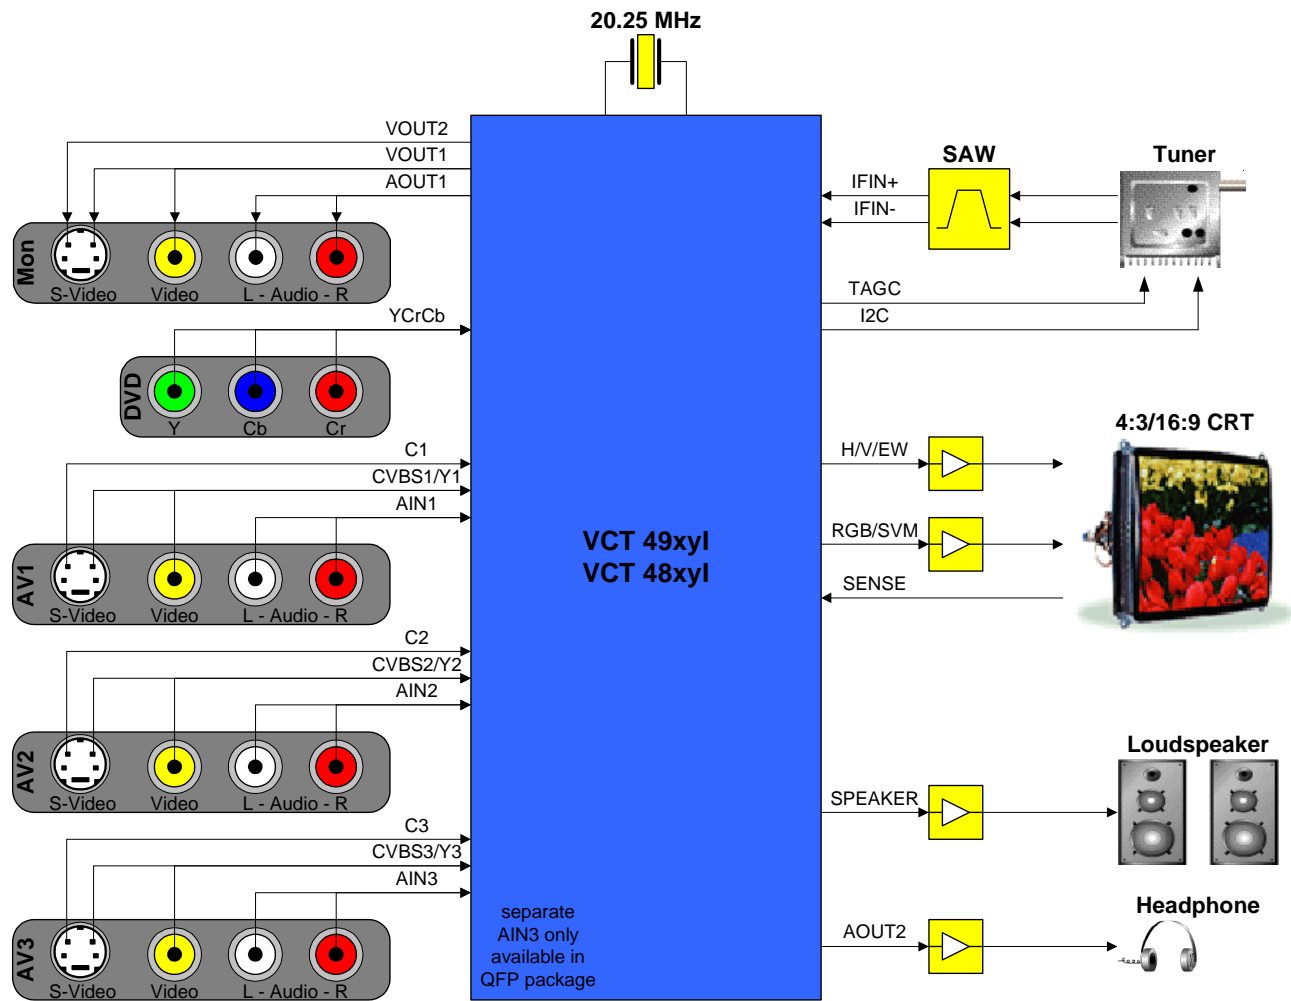 20.25 MHz
VOUT2
VOUT1
AOUT1
Mon
S-Video
Video
L - Audio - R
YCrCb
DVD
Y
Cb
Cr
C1
CVBS1/Y1
AIN1
AV1
S-Video
Video
L - Audio - R
C2
CVBS2/Y2
AIN2
AV2
S-Video
Video
L - Audio - R
C3
CVBS3/Y3
AIN3
AV3
S-Video
Video
L - Audio - R
VCT 49xyI
VCT 48xyI
separate
AIN3 only
available in
QFP package
SAW
Tuner
IFIN+
IFIN-
TAGC
I2C
4:3/16:9 CRT
H/V/EW
RGB/SVM
SENSE
Loudspeaker
SPEAKER
Headphone
AOUT2